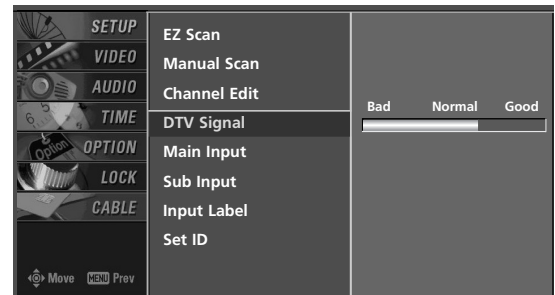 SETUP
VIDEO
AUDIO
TIME
OPTION
LOCK
CABLE
Move MENU Prev
EZ Scan
Manual Scan
Channel Edit
DTV Signal
Main Input
Sub Input
Input Label
Set ID
Bad Normal Good